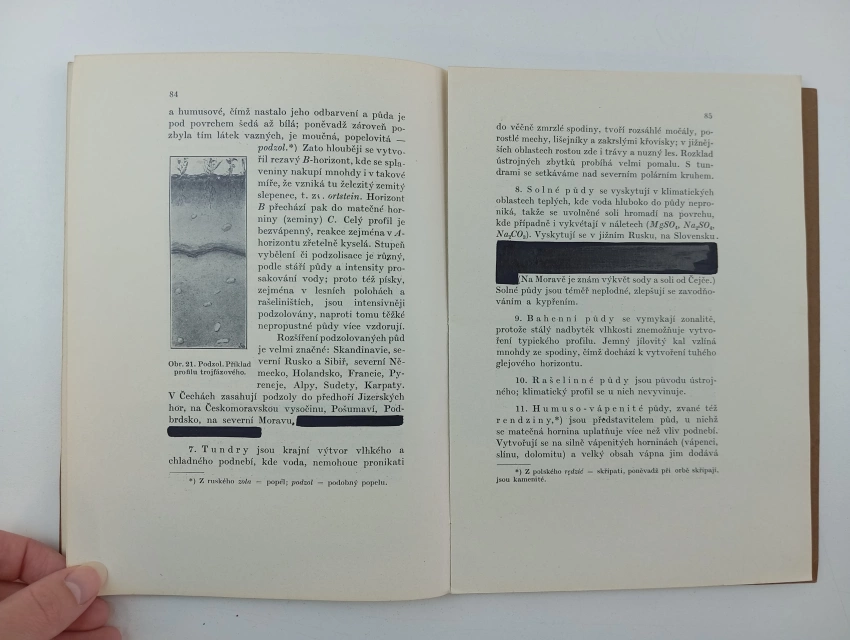 84
a humusové, čímž nastalo jeho odbarvení a půda je
pod povrchem šedá až bílá; poněvadž zároveň po-
zbyla tím látek vazných, je moučná, popelovitá —
podzol.*) Zato hlouběji se vytvo-
řil rezavý B-horizont, kde se spla-
veniny nakupí mnohdy i v takové
míře, že vzniká tu železitý zemitý
slepenec, t. zv. ortstein. Horizont
B přechází pak do matečné hor-
niny (zeminy) C. Celý profil je
bezvápenný, reakce zejména v A-
horizontu zřetelně kyselá. Stupeň
vybělení či podzolisace je různý,
podle stáří půdy a intensity pro-
sakování vody; proto též písky,
zejména v lesních polohách a
rašeliništích, jsou intensivněji
podzolovány, naproti tomu těžké
nepropustné půdy více vzdorují.
Rozšíření podzolovaných půd
je velmi značné: Skandinavie, se-
verní Rusko a Sibiř, severní Ně-
mecko, Holandsko, Francie, Py-
reneje, Alpy, Sudety, Karpaty.
Obr. 21. Podzol. Příklad
profilu trojfázového.
V Čechách zasahují podzoly do předhoří Jizerských
hor, na Českomoravskou vysočinu, Pošumaví, Pod-
brdsko, na severní Moravu,
7. Tundry jsou krajní výtvor vlhkého a
chladného podnebí, kde voda, nemohouc pronikati
*) Z ruského zola = popel; podzol = podobný popelu.
85
do věčně zmrzlé spodiny, tvoří rozsáhlé močály, po-
rostlé mechy, lišejníky a zakrslými křovisky; v jižněj-
ších oblastech rostou zde i trávy a nuzný les. Rozklad
ústrojných zbytků probíhá velmi pomalu. S tun-
drami se setkáváme nad severním polárním kruhem.
8. Solné půdy se vyskytují v klimatických
oblastech teplých, kde voda hluboko do půdy nepro-
niká, takže se uvolněné soli hromadí na povrchu,
kde případně i vykvétají v náletech (MgSO₄, Na₂SO₄,
Na₂CO₃). Vyskytují se v jižním Rusku, na Slovensku.
(Na Moravě je znám výkvět sody a soli od Čejče.)
Solné půdy jsou téměř neplodné, zlepšují se zavodňo-
váním a kypřením.
9. Bahenní půdy se vymykají zonalitě,
protože stálý nadbytek vlhkosti znemožňuje vytvo-
ření typického profilu. Jemný jílovitý kal vzlíná
mnohdy ze spodiny, čímž dochází k vytvoření tuhého
glejového horizontu.
10. Rašelinné půdy jsou původu ústroj-
ného; klimatický profil se u nich nevyvinuje.
11. Humuso-vápenité půdy, zvané též
rendziny,*) jsou představitelem půd, u nichž
se matečná hornina uplatňuje více než vliv podnebí.
Vytvořují se na silně vápenitých horninách (vápenci,
slínu, dolomitu) a velký obsah vápna jim dodává
*) Z polského rędzić = skřípati, poněvadž při orbě skřípají,
jsou kamenité.